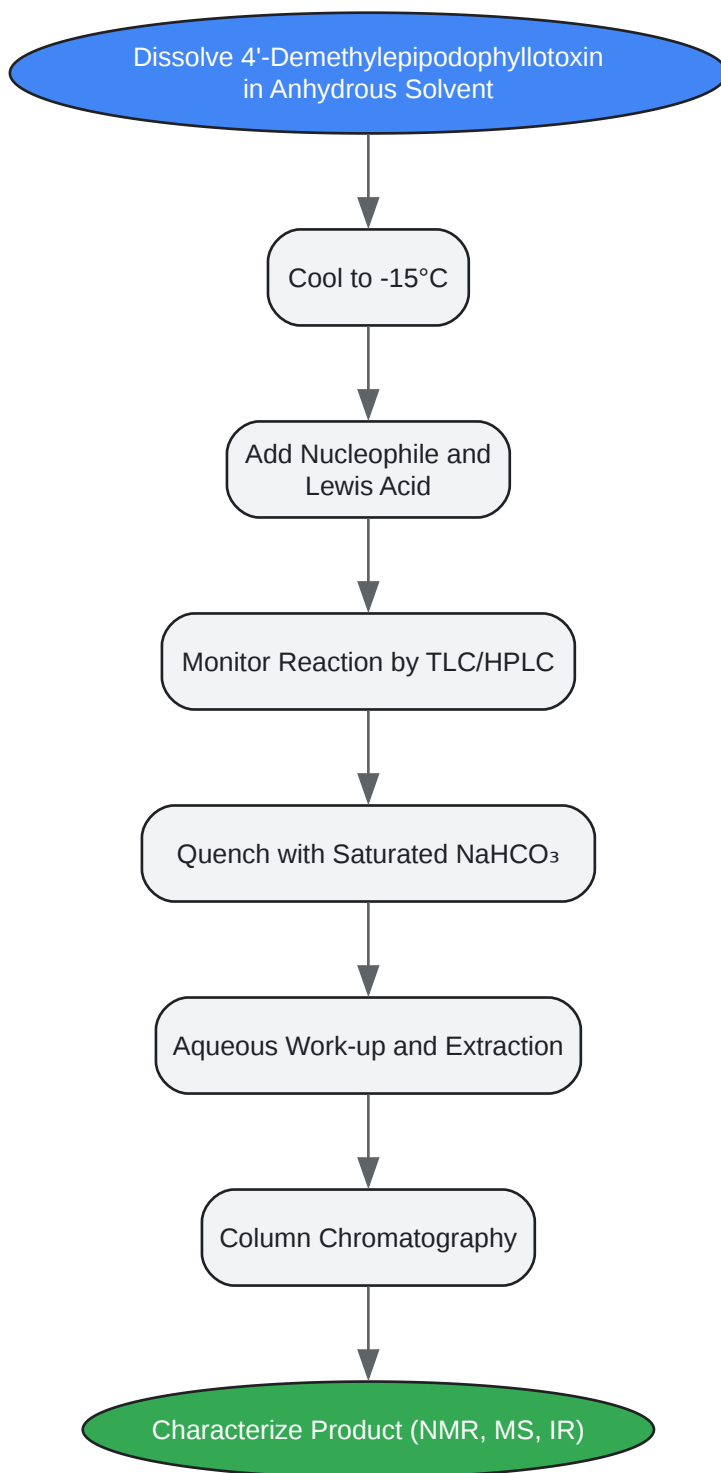 Dissolve 4'-Demethylepipodophyllotoxin
in Anhydrous Solvent
Cool to -15°C
Add Nucleophile and
Lewis Acid
Monitor Reaction by TLC/HPLC
Quench with Saturated NaHCO₃
Aqueous Work-up and Extraction
Column Chromatography
Characterize Product (NMR, MS, IR)